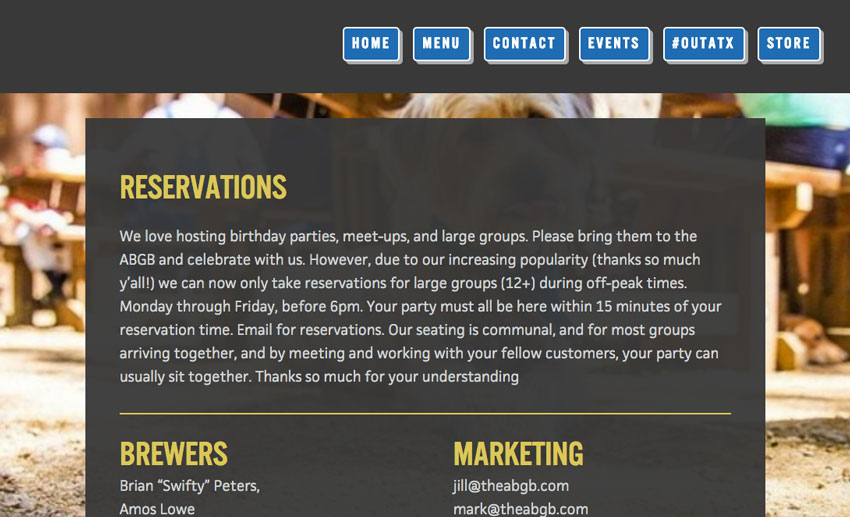 HOME MENU CONTACT EVENTS #OUTATX STORE
RESERVATIONS
We love hosting birthday parties, meet-ups, and large groups. Please bring them to the
ABGB and celebrate with us. However, due to our increasing popularity (thanks so much
y'all!) we can now only take reservations for large groups (12+) during off-peak times.
Monday through Friday, before 6pm. Your party must all be here within 15 minutes of your
reservation time. Email for reservations. Our seating is communal, and for most groups
arriving together, and by meeting and working with your fellow customers, your party can
usually sit together. Thanks so much for your understanding
BREWERS
Brian “Swifty” Peters,
Amos Lowe
MARKETING
jill@theabgb.com
mark@theabgb.com